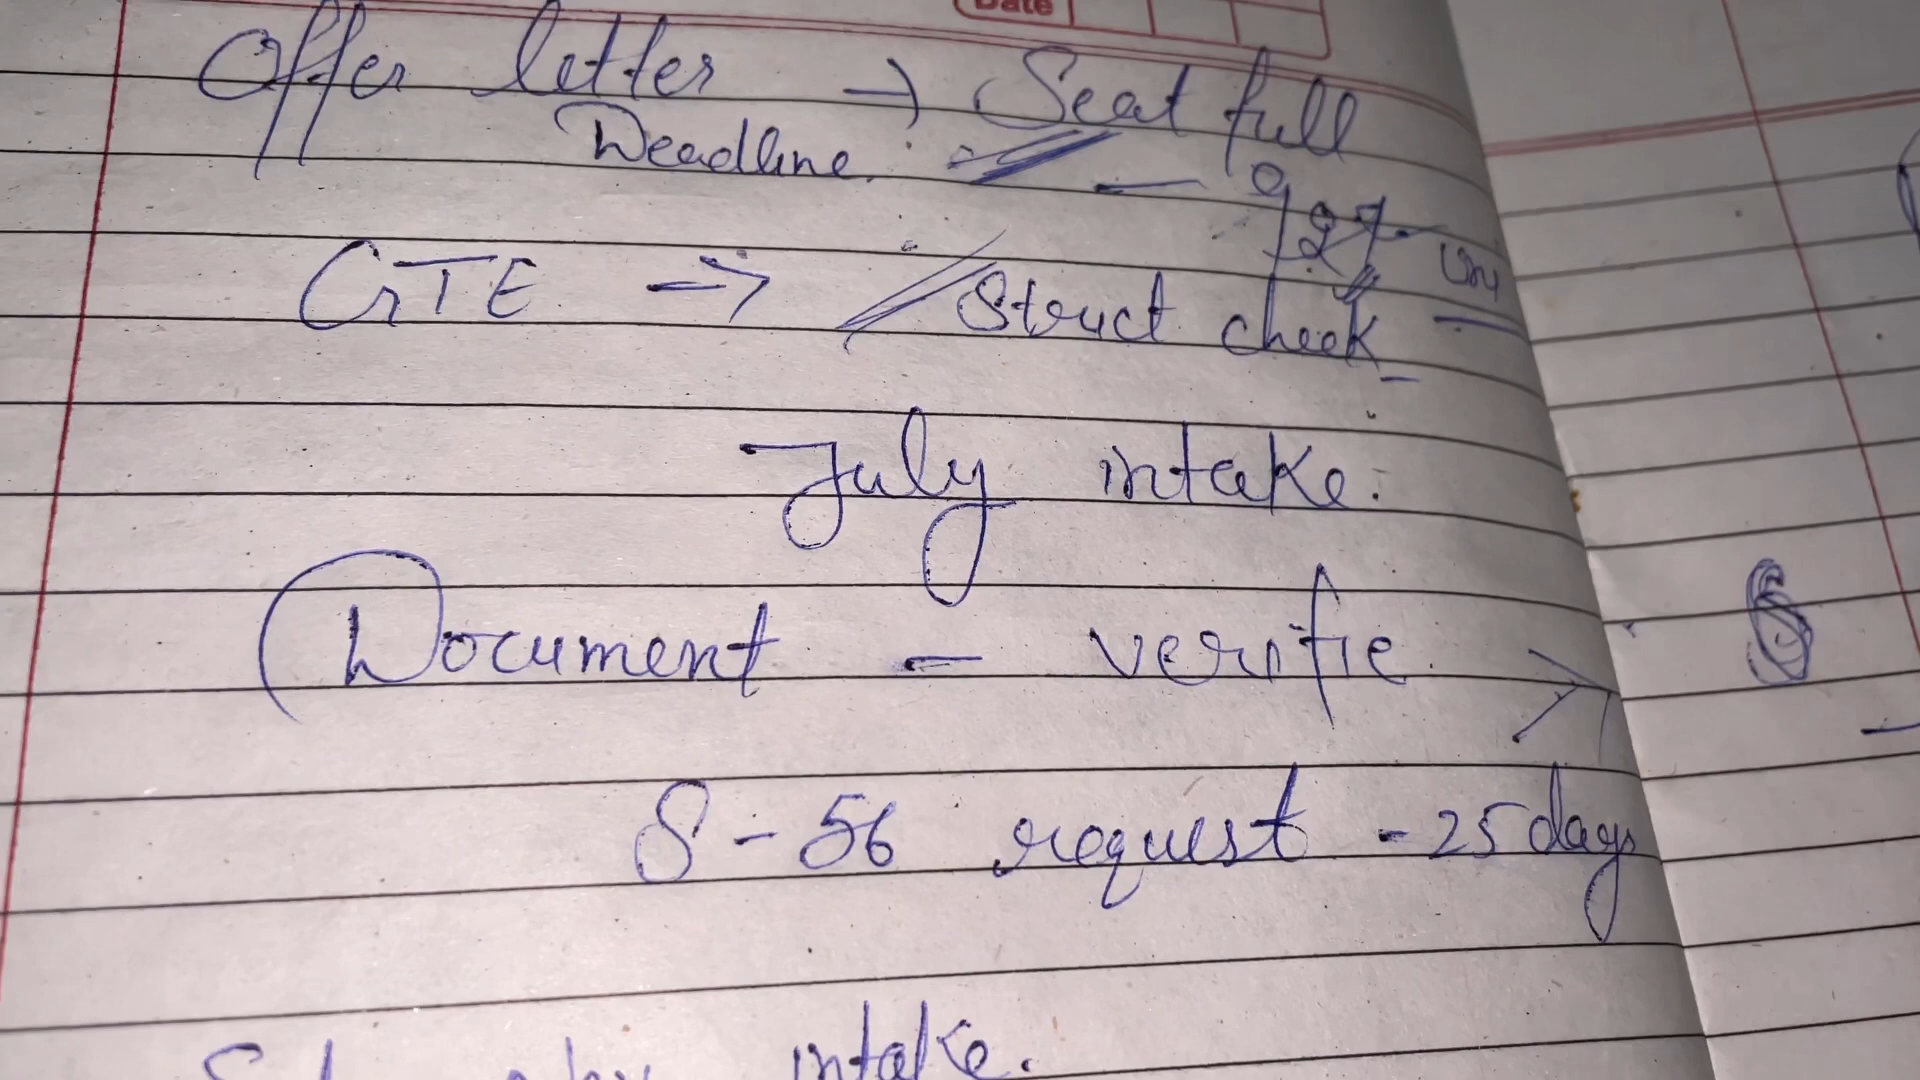 Date
Offer letter → Seat full
Deadline
GTE → Struct check
July intake.
Document - verifie
S-56 request - 25 days
intake.